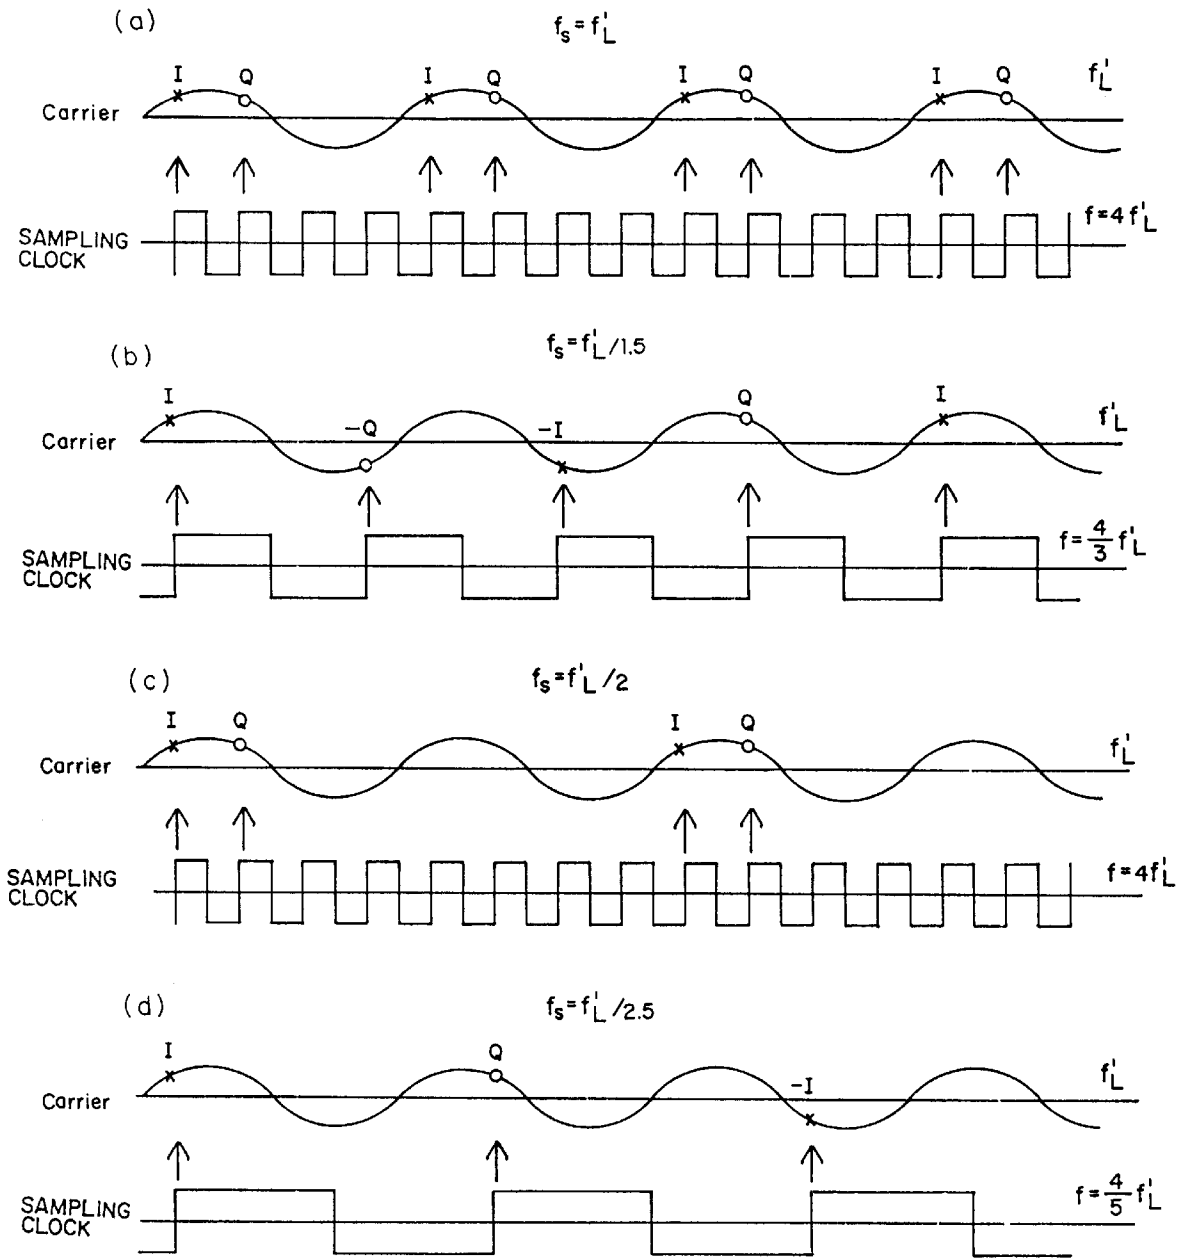 (a)
fs = f'L
I Q I Q I Q I Q
f'L
Carrier
f = 4f'L
SAMPLING
CLOCK
(b)
fs = f'L/1.5
I -Q -I Q I
f'L
Carrier
f = 4/3 f'L
SAMPLING
CLOCK
(c)
fs = f'L/2
I Q I Q
f'L
Carrier
f = 4f'L
SAMPLING
CLOCK
(d)
fs = f'L/2.5
I Q -I
f'L
Carrier
f = 4/5 f'L
SAMPLING
CLOCK